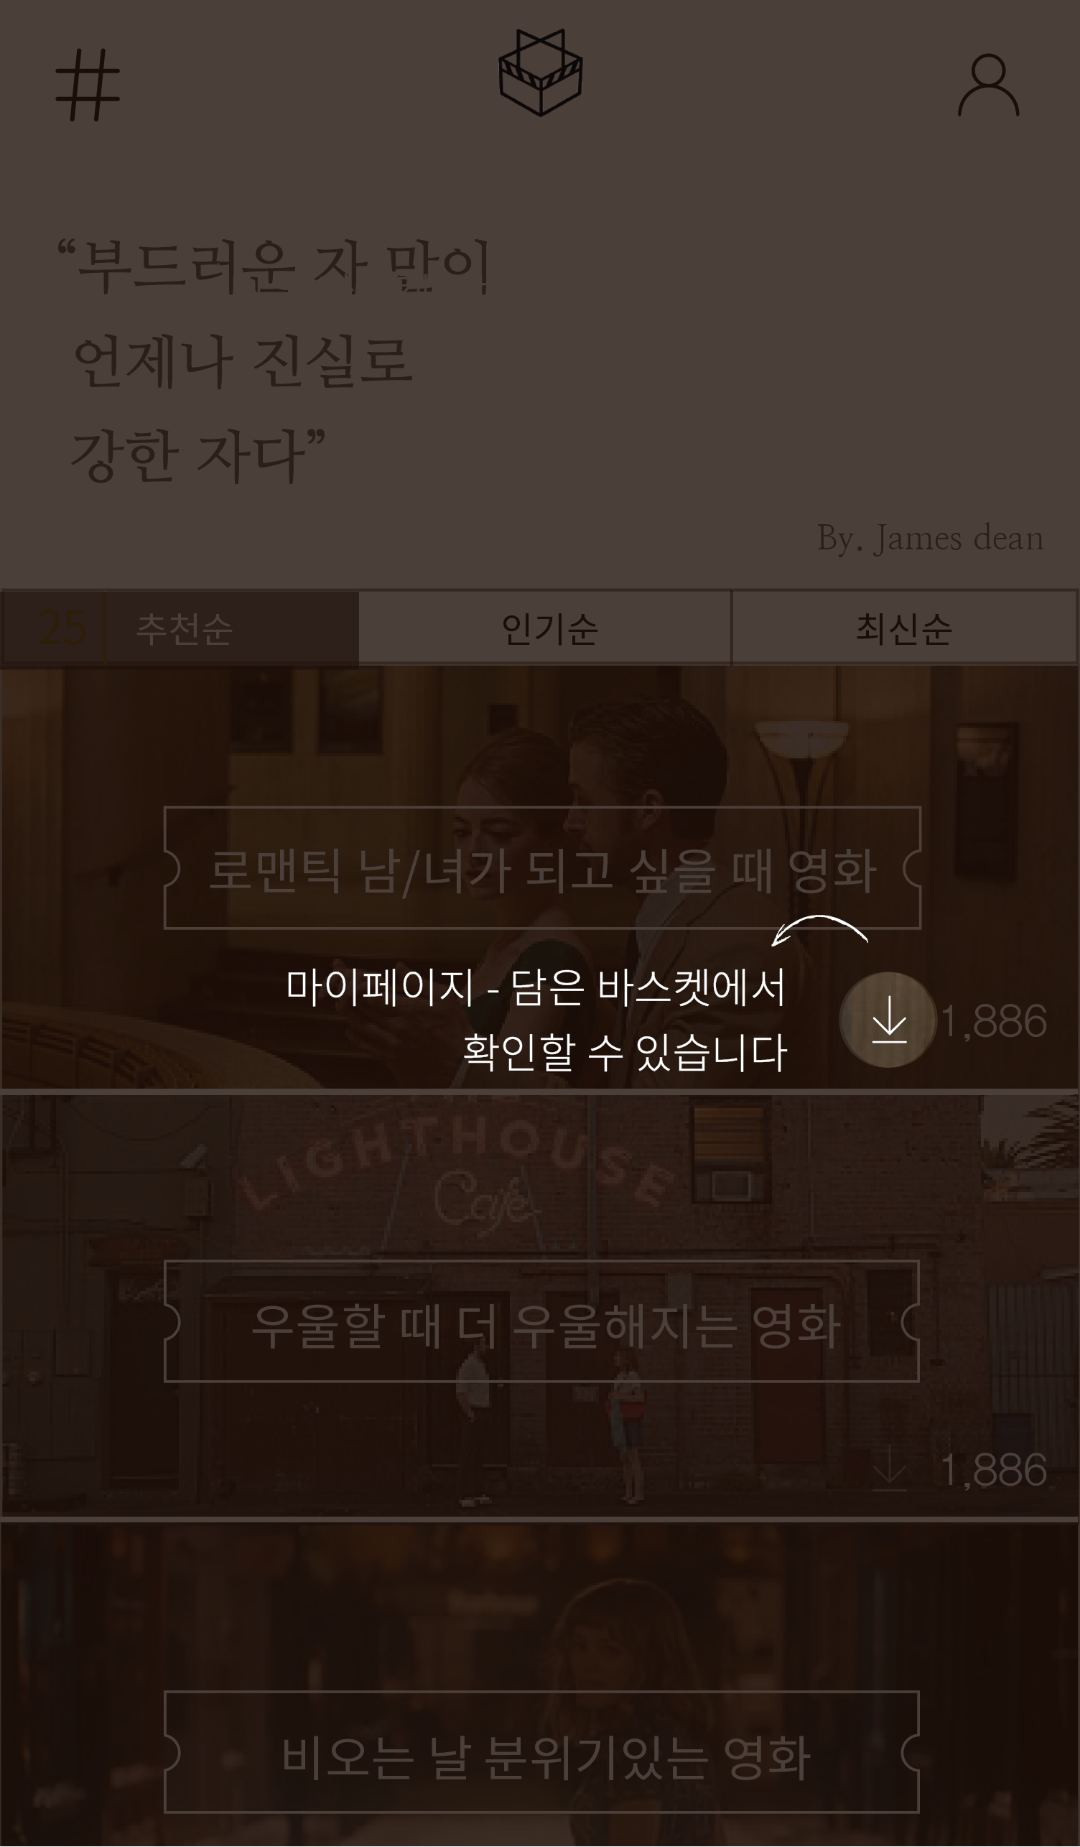 “부드러운 자 만이
언제나 진실로
강한 자다”
By. James dean
25 추천순 인기순 최신순
로맨틱 남/녀가 되고 싶을 때 영화
마이페이지 - 담은 바스켓에서
확인할 수 있습니다
1,886
LIGHTHOUSE
Cafe
우울할 때 더 우울해지는 영화
1,886
비오는 날 분위기있는 영화